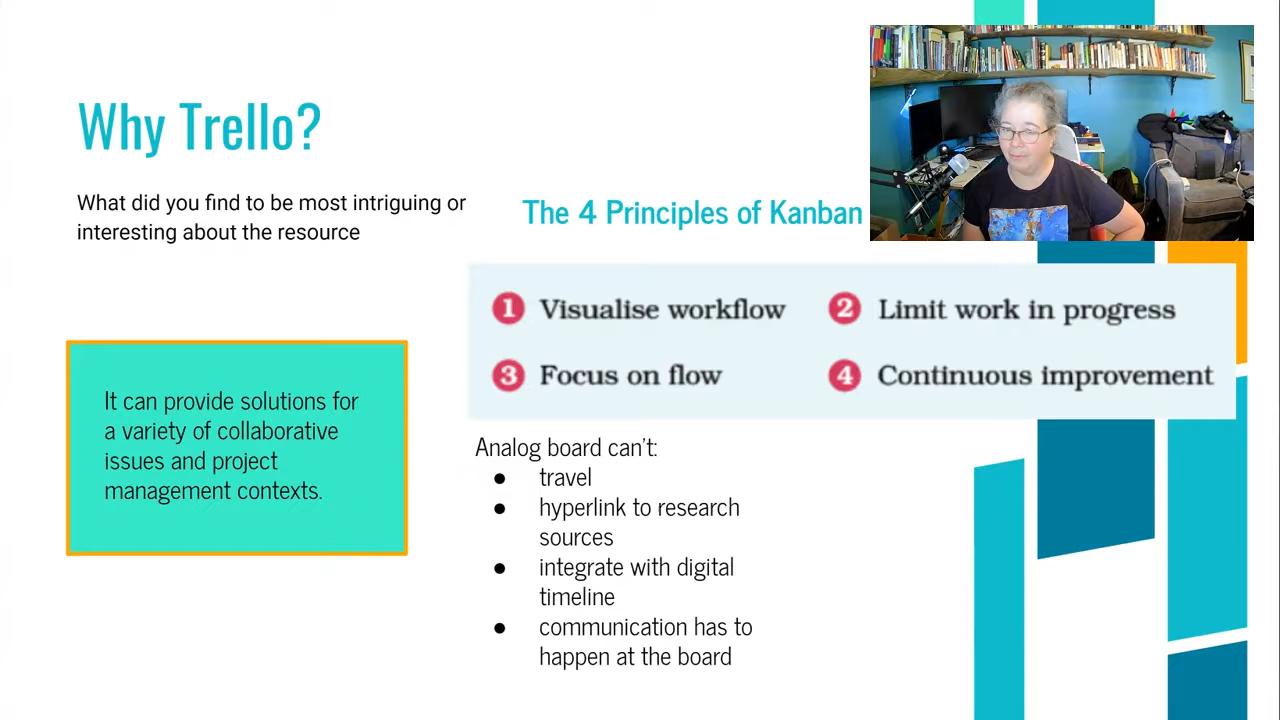 Why Trello?
What did you find to be most intriguing or
interesting about the resource
It can provide solutions for
a variety of collaborative
issues and project
management contexts.
The 4 Principles of Kanban
1 Visualise workflow
2 Limit work in progress
3 Focus on flow
4 Continuous improvement
Analog board can't:
● travel
● hyperlink to research
sources
● integrate with digital
timeline
● communication has to
happen at the board